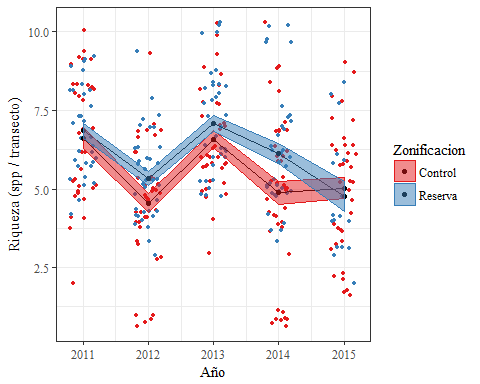 10.0
7.5
5.0
2.5
Riqueza (spp / transecto)
2011 2012 2013 2014 2015
Año
Zonificacion
Control
Reserva